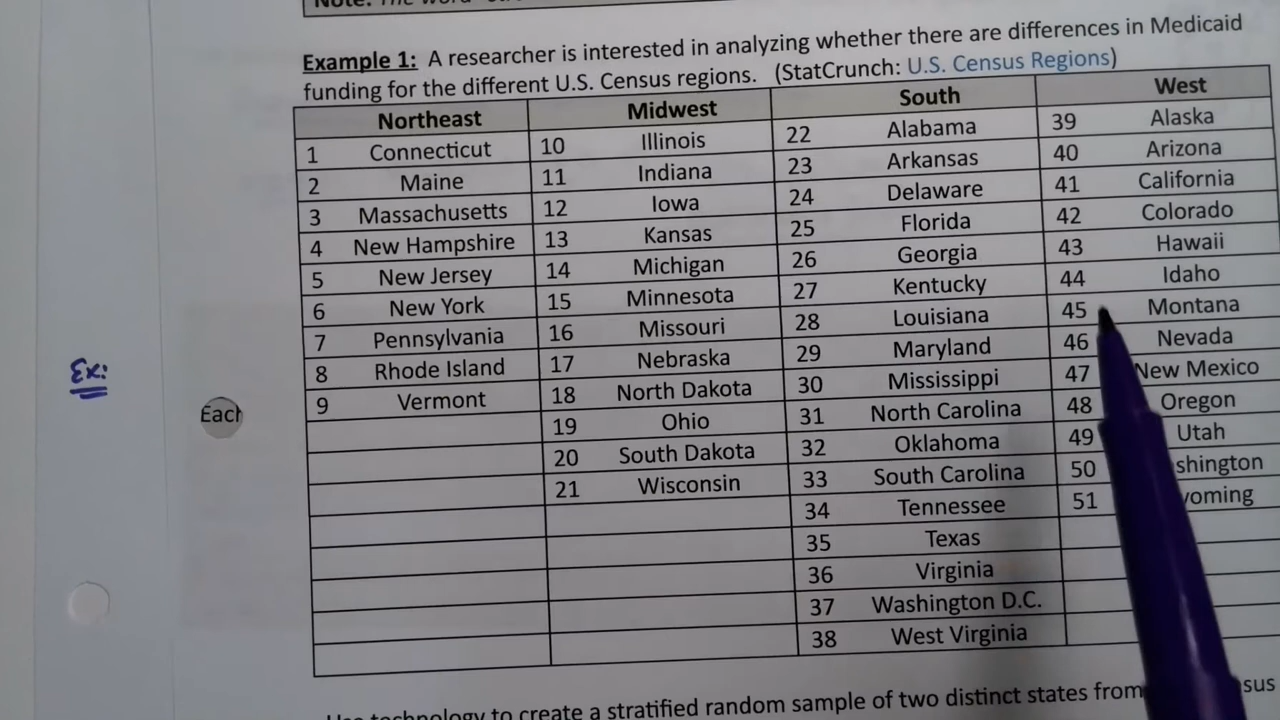 Note: The word
Example 1: A researcher is interested in analyzing whether there are differences in Medicaid
funding for the different U.S. Census regions. (StatCrunch: U.S. Census Regions)
Northeast Midwest South West
1 Connecticut 10 Illinois 22 Alabama 39 Alaska
2 Maine 11 Indiana 23 Arkansas 40 Arizona
3 Massachusetts 12 Iowa 24 Delaware 41 California
4 New Hampshire 13 Kansas 25 Florida 42 Colorado
5 New Jersey 14 Michigan 26 Georgia 43 Hawaii
6 New York 15 Minnesota 27 Kentucky 44 Idaho
7 Pennsylvania 16 Missouri 28 Louisiana 45 Montana
8 Rhode Island 17 Nebraska 29 Maryland 46 Nevada
9 Vermont 18 North Dakota 30 Mississippi 47 New Mexico
19 Ohio 31 North Carolina 48 Oregon
20 South Dakota 32 Oklahoma 49 Utah
21 Wisconsin 33 South Carolina 50 shington
34 Tennessee 51 yoming
35 Texas
36 Virginia
37 Washington D.C.
38 West Virginia
Ex:
Each
technology to create a stratified random sample of two distinct states from sus